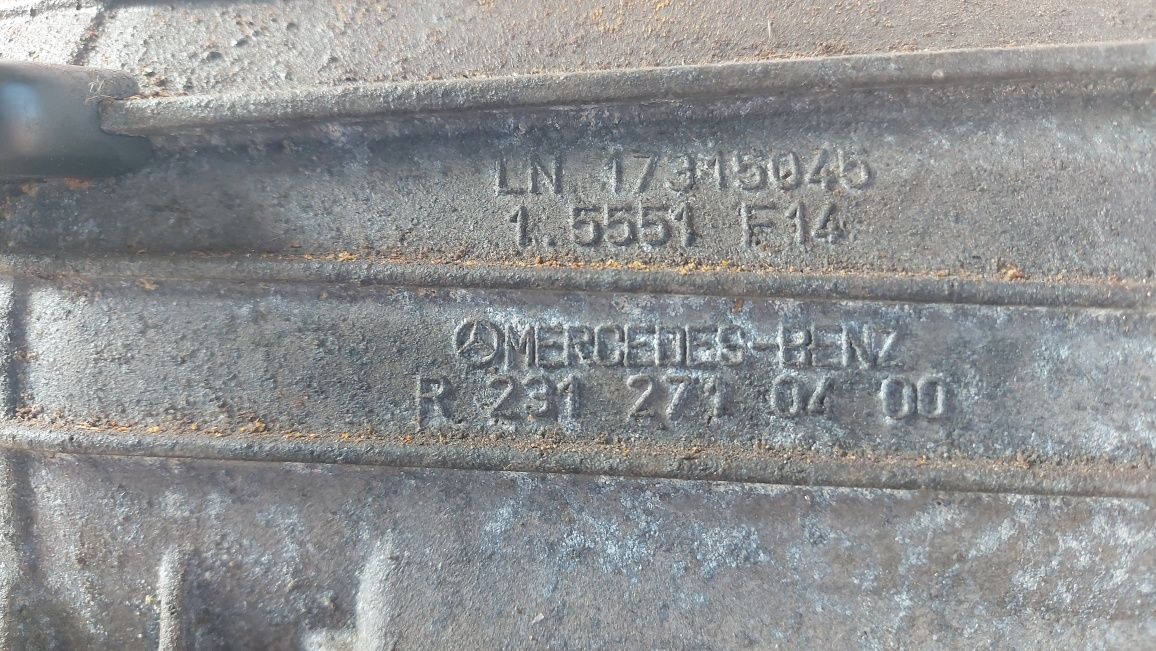 LN 17315045
1.5551 F14
MERCEDES-BENZ
R 231 271 04 00